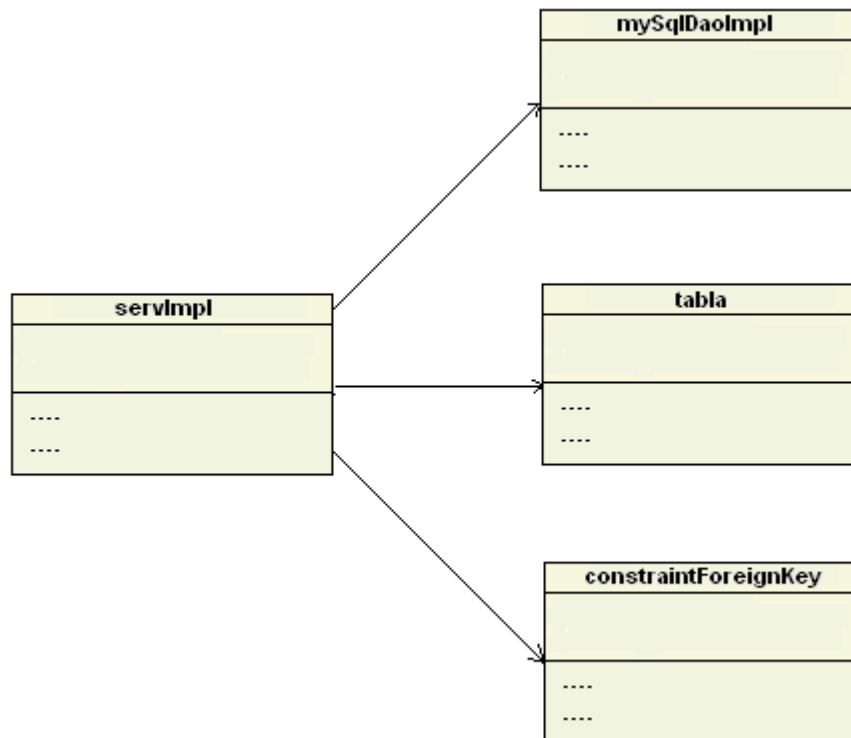 mySqlDaoImpl
----
----
servImpl
----
----
tabla
----
----
constraintForeignKey
----
----